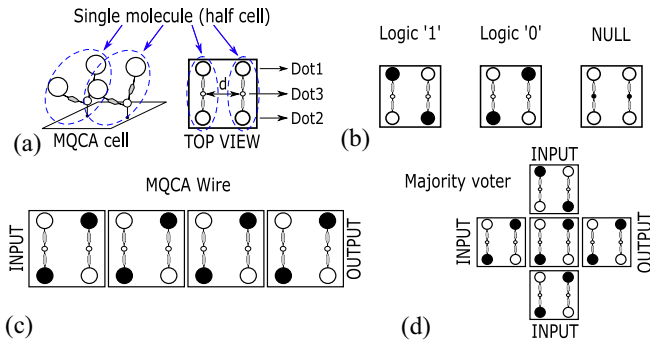 Single molecule (half cell)
d
Dot1
Dot3
Dot2
MQCA cell
TOP VIEW
(a)
Logic '1'
Logic '0'
NULL
(b)
MQCA Wire
INPUT
OUTPUT
(c)
Majority voter
INPUT
INPUT
OUTPUT
INPUT
(d)